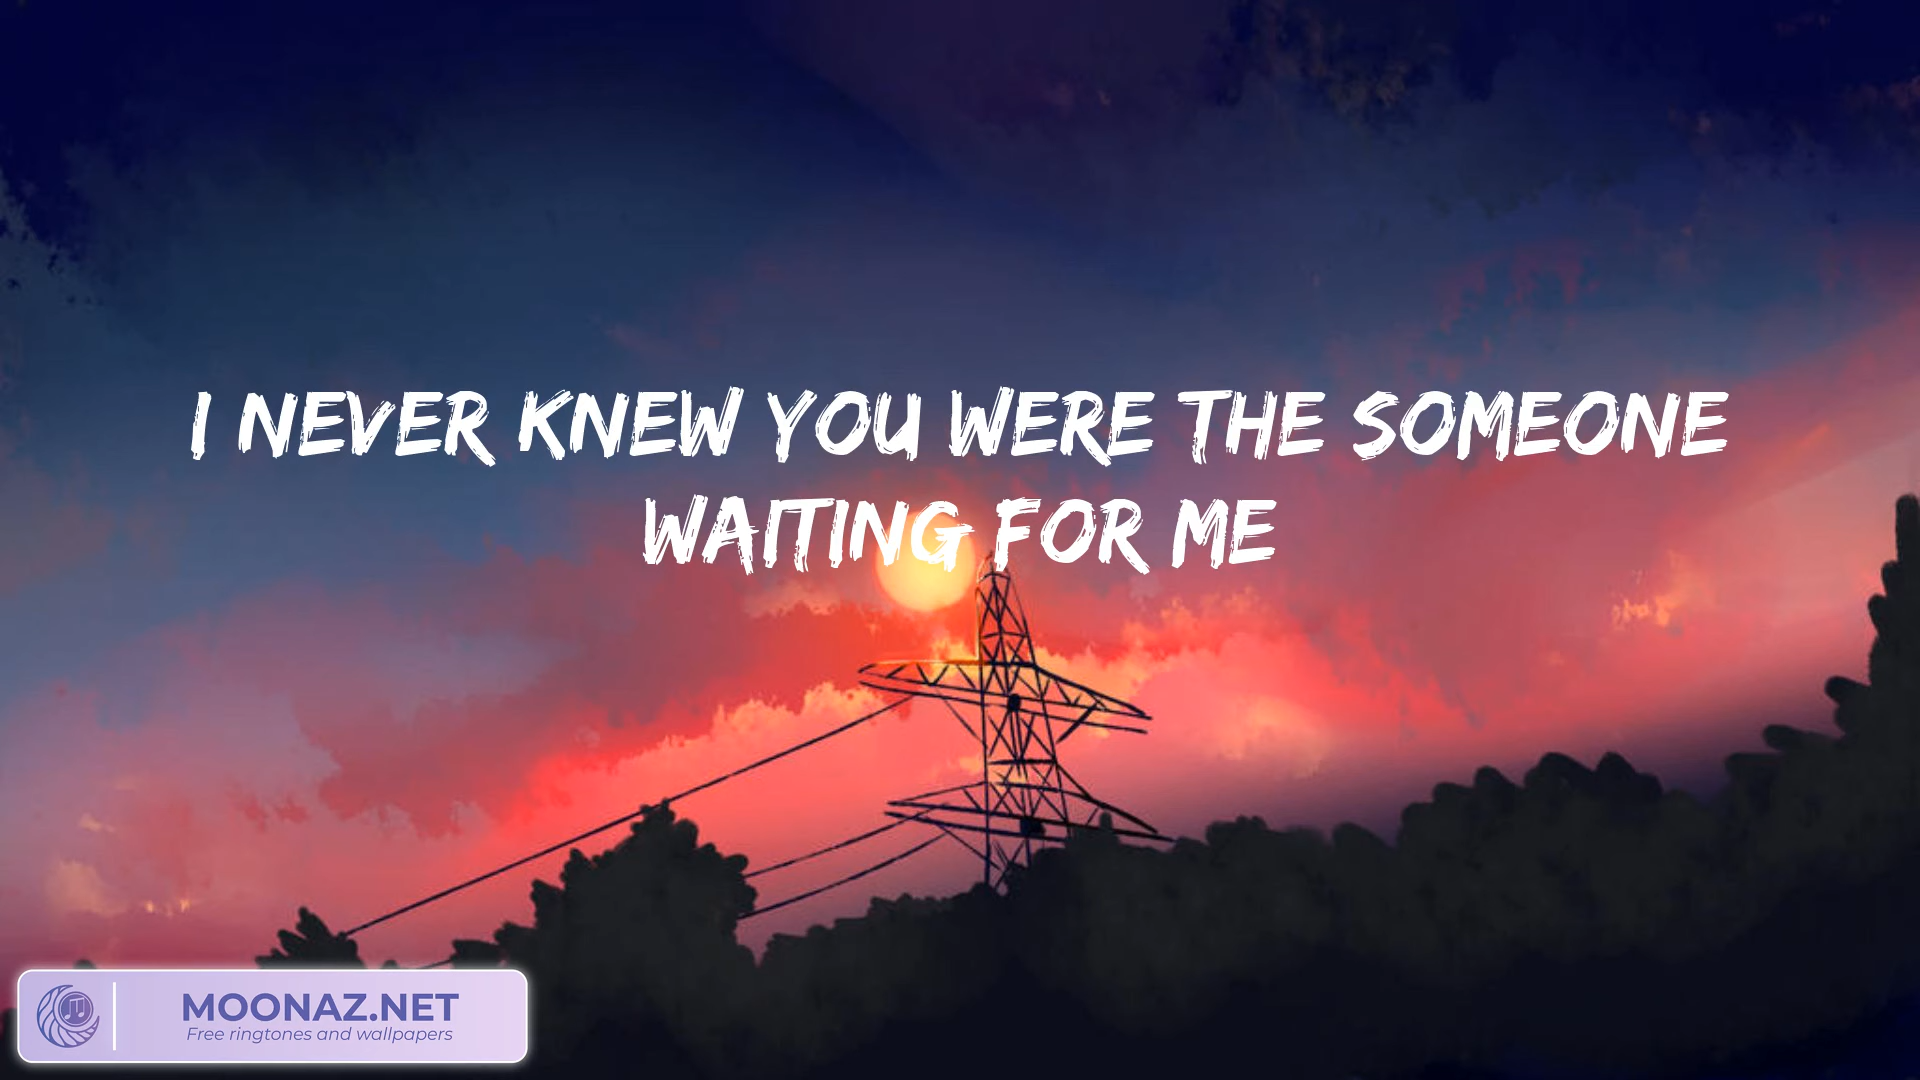 I NEVER KNEW YOU WERE THE SOMEONE
WAITING FOR ME
MOONAZ.NET
Free ringtones and wallpapers